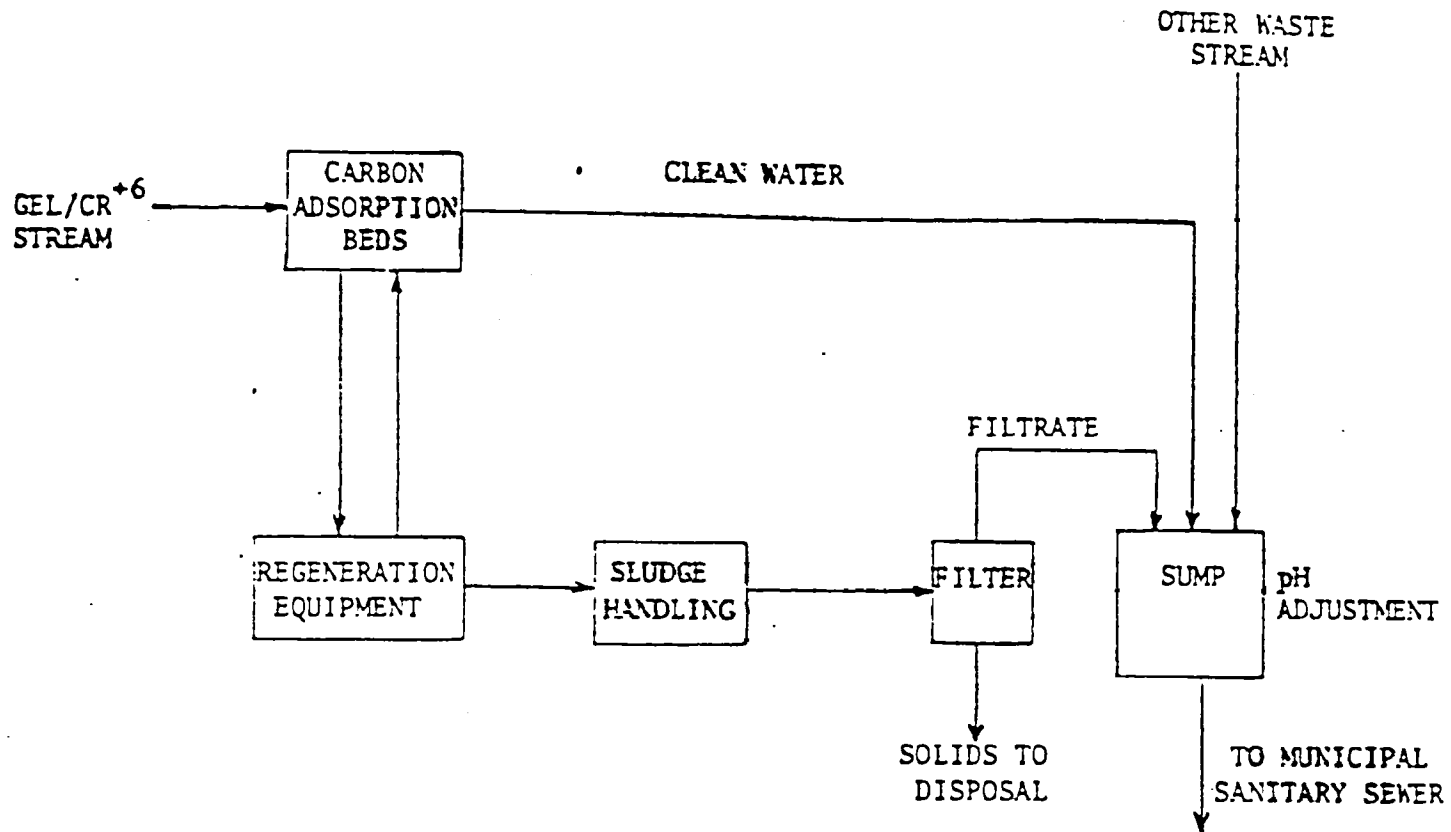 OTHER WASTE
STREAM
CARBON
ADSORPTION
BEDS
CLEAN WATER
GEL/CR+6
STREAM
FILTRATE
REGENERATION
EQUIPMENT
SLUDGE
HANDLING
FILTER
SUMP
pH
ADJUSTMENT
SOLIDS TO
DISPOSAL
TO MUNICIPAL
SANITARY SEWER